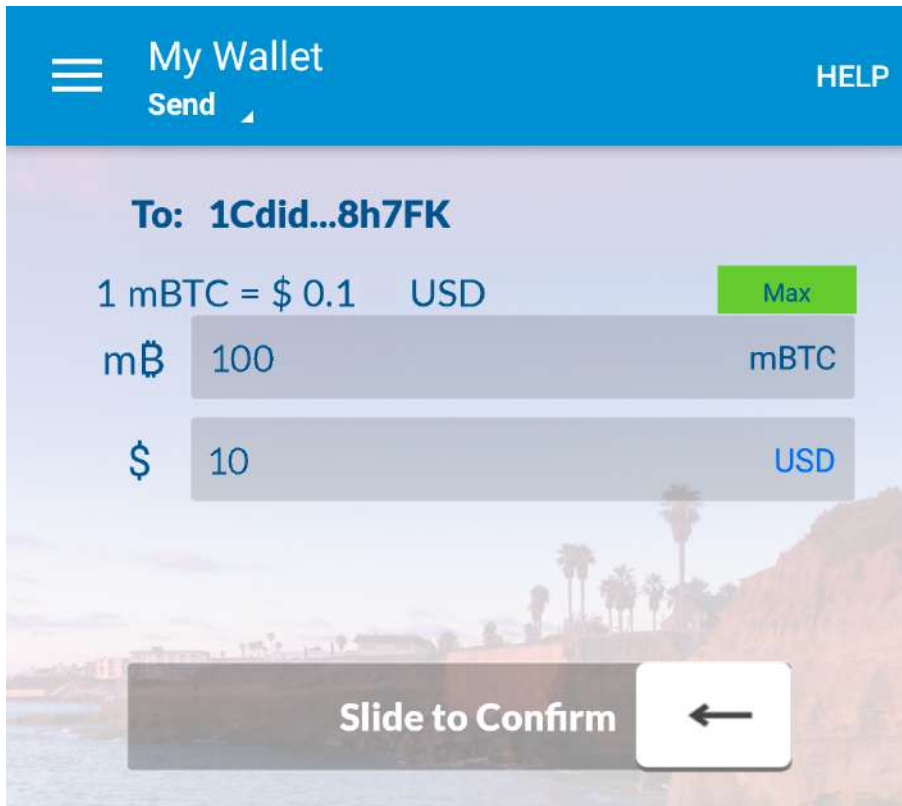 My Wallet
Send
HELP
To: 1Cdid...8h7FK
1 mBTC = $ 0.1 USD
Max
m₿ 100 mBTC
$ 10 USD
Slide to Confirm